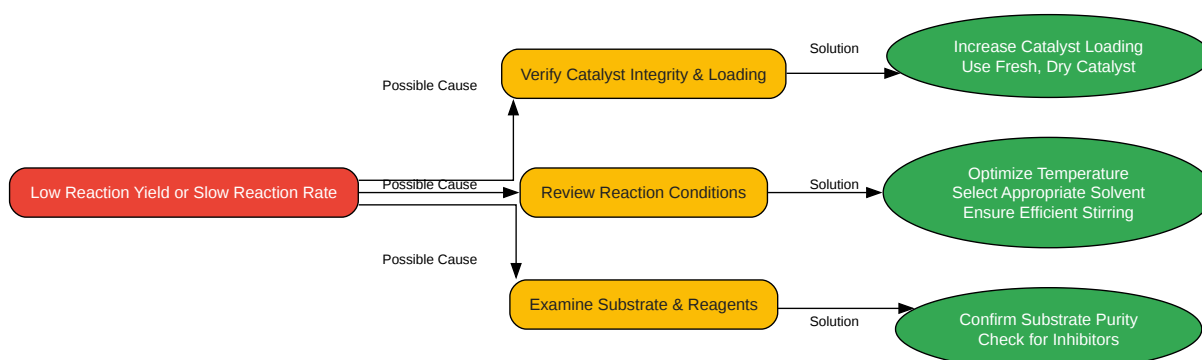 Low Reaction Yield or Slow Reaction Rate
Possible Cause
Verify Catalyst Integrity & Loading
Solution
Increase Catalyst Loading
Use Fresh, Dry Catalyst
Possible Cause
Review Reaction Conditions
Solution
Optimize Temperature
Select Appropriate Solvent
Ensure Efficient Stirring
Possible Cause
Examine Substrate & Reagents
Solution
Confirm Substrate Purity
Check for Inhibitors